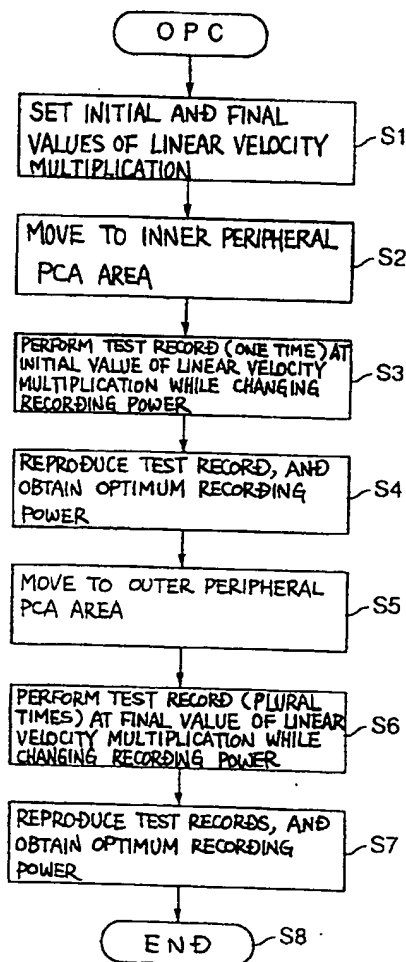 OPC
SET INITIAL AND FINAL
VALUES OF LINEAR VELOCITY
MULTIPLICATION
S1
MOVE TO INNER PERIPHERAL
PCA AREA
S2
PERFORM TEST RECORD (ONE TIME) AT
INITIAL VALUE OF LINEAR VELOCITY
MULTIPLICATION WHILE CHANGING
RECORDING POWER
S3
REPRODUCE TEST RECORD, AND
OBTAIN OPTIMUM RECORDING
POWER
S4
MOVE TO OUTER PERIPHERAL
PCA AREA
S5
PERFORM TEST RECORD (PLURAL
TIMES) AT FINAL VALUE OF LINEAR
VELOCITY MULTIPLICATION WHILE
CHANGING RECORDING POWER
S6
REPRODUCE TEST RECORDS, AND
OBTAIN OPTIMUM RECORDING
POWER
S7
END
S8